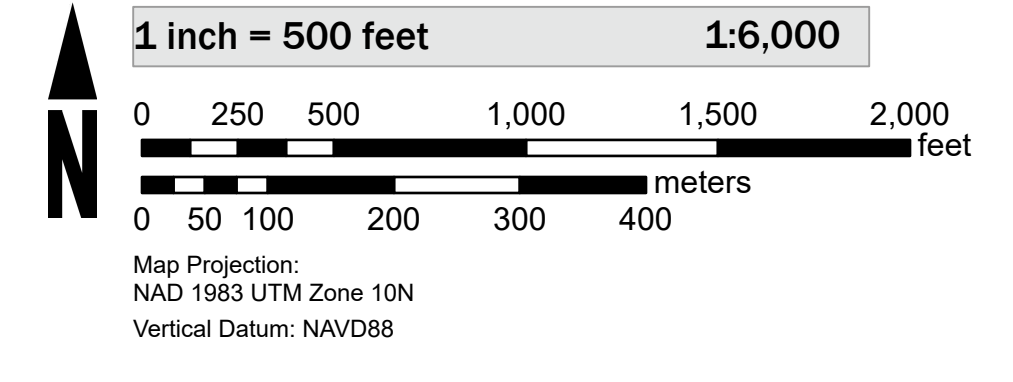 1 inch = 500 feet 1:6,000
0 250 500 1,000 1,500 2,000
feet
meters
0 50 100 200 300 400
N
Map Projection:
NAD 1983 UTM Zone 10N
Vertical Datum: NAVD88